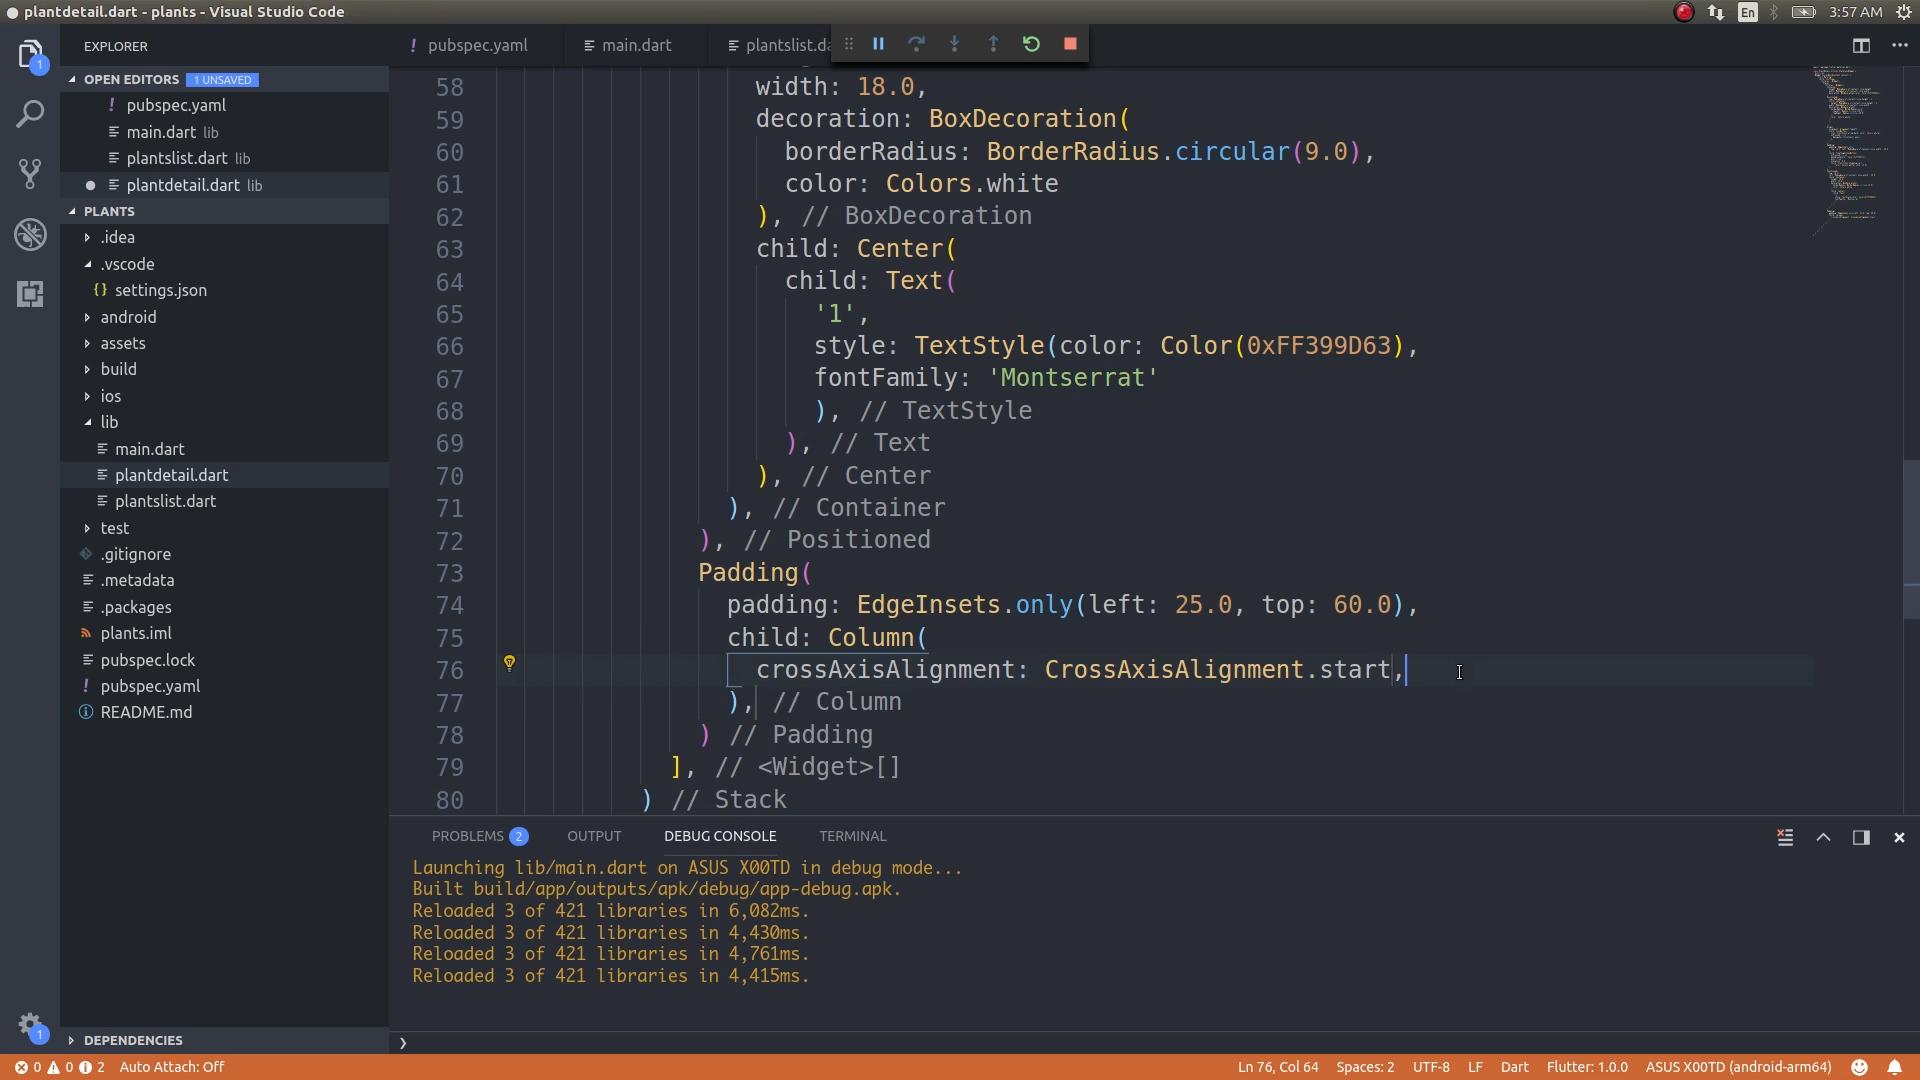 plantdetail.dart - plants - Visual Studio Code
En
3:57 AM
1
EXPLORER
OPEN EDITORS 1 UNSAVED
! pubspec.yaml
main.dart lib
plantslist.dart lib
plantdetail.dart lib
PLANTS
.idea
.vscode
{} settings.json
android
assets
build
ios
lib
main.dart
plantdetail.dart
plantslist.dart
test
.gitignore
.metadata
.packages
plants.iml
pubspec.lock
! pubspec.yaml
README.md
DEPENDENCIES
1
! pubspec.yaml
main.dart
plantslist.da
58 width: 18.0,
59 decoration: BoxDecoration(
60 borderRadius: BorderRadius.circular(9.0),
61 color: Colors.white
62 ), // BoxDecoration
63 child: Center(
64 child: Text(
65 '1',
66 style: TextStyle(color: Color(0xFF399D63),
67 fontFamily: 'Montserrat'
68 ), // TextStyle
69 ), // Text
70 ), // Center
71 ), // Container
72 ), // Positioned
73 Padding(
74 padding: EdgeInsets.only(left: 25.0, top: 60.0),
75 child: Column(
76 crossAxisAlignment: CrossAxisAlignment.start,
77 ), // Column
78 ) // Padding
79 ], // <Widget>[]
80 ) // Stack
PROBLEMS 2 OUTPUT DEBUG CONSOLE TERMINAL
Launching lib/main.dart on ASUS X00TD in debug mode...
Built build/app/outputs/apk/debug/app-debug.apk.
Reloaded 3 of 421 libraries in 6,082ms.
Reloaded 3 of 421 libraries in 4,430ms.
Reloaded 3 of 421 libraries in 4,761ms.
Reloaded 3 of 421 libraries in 4,415ms.
0 0 2 Auto Attach: Off
Ln 76, Col 64 Spaces: 2 UTF-8 LF Dart Flutter: 1.0.0 ASUS X00TD (android-arm64)